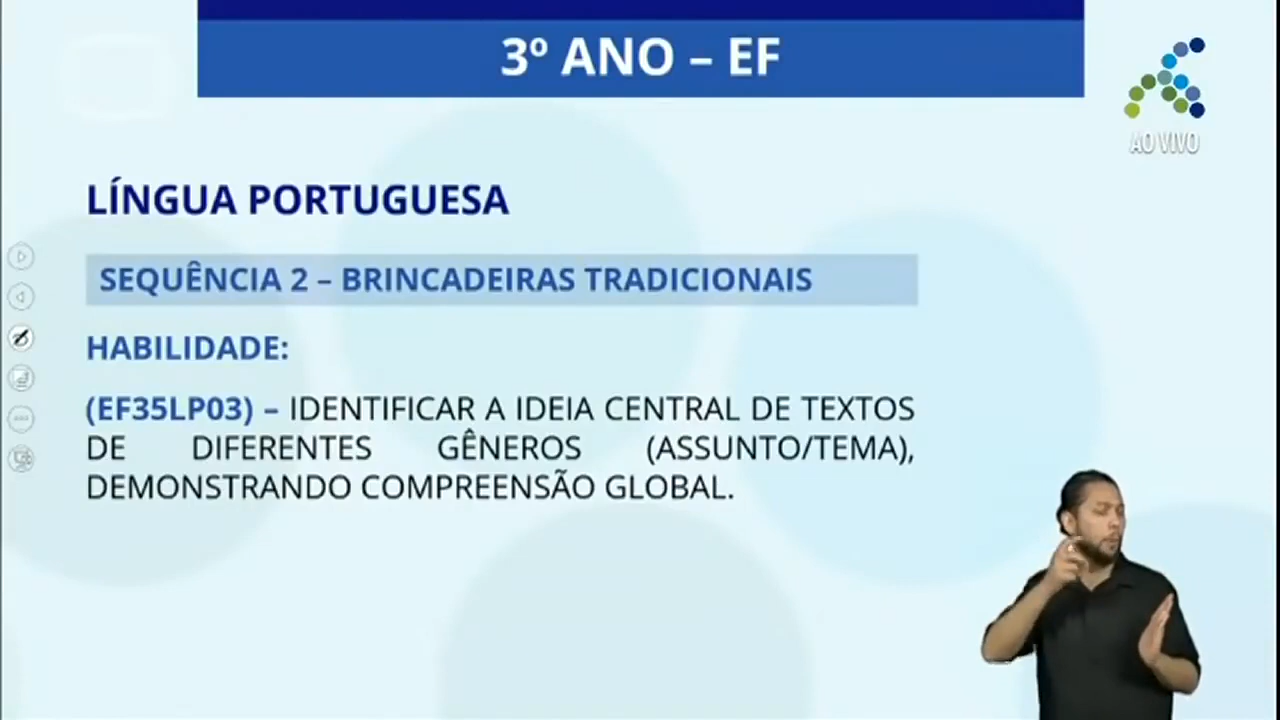 3º ANO – EF
AO VIVO
LÍNGUA PORTUGUESA
SEQUÊNCIA 2 – BRINCADEIRAS TRADICIONAIS
HABILIDADE:
(EF35LP03) – IDENTIFICAR A IDEIA CENTRAL DE TEXTOS
DE DIFERENTES GÊNEROS (ASSUNTO/TEMA),
DEMONSTRANDO COMPREENSÃO GLOBAL.